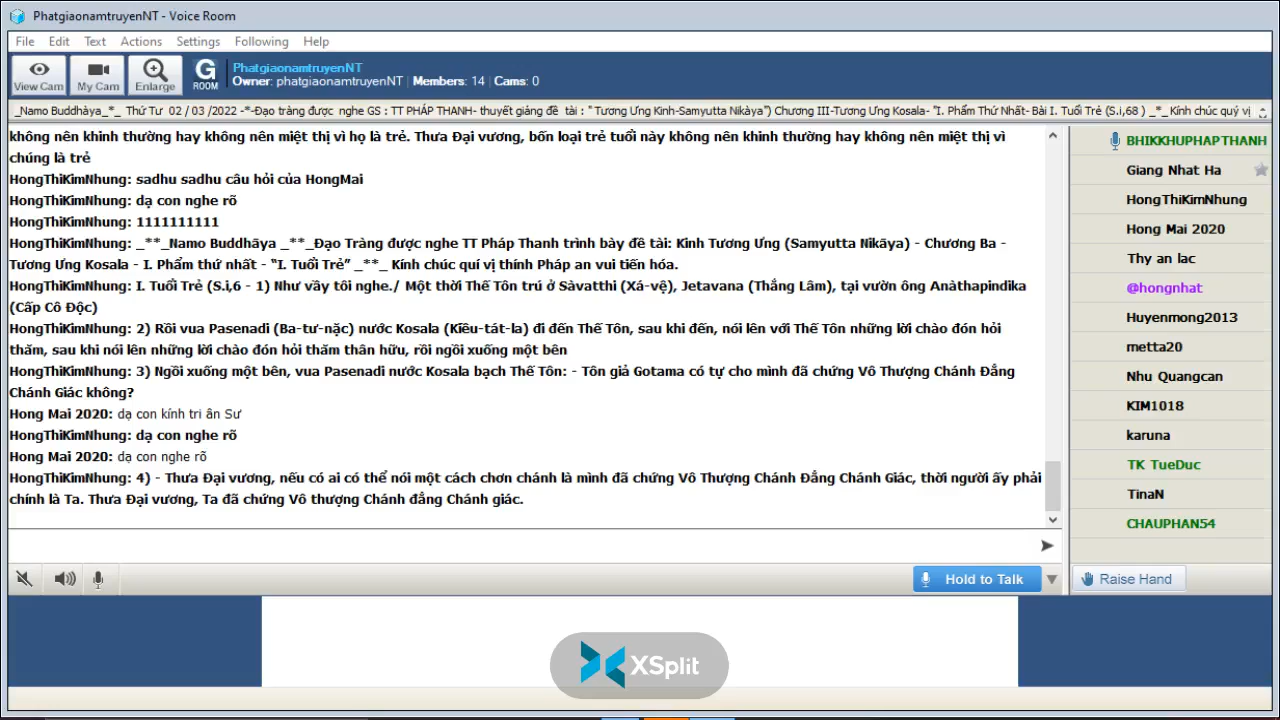 PhatgiaonamtruyenNT - Voice Room
File Edit Text Actions Settings Following Help
View Cam My Cam Enlarge G ROOM
PhatgiaonamtruyenNT
Owner: phatgiaonamtruyenNT | Members: 14 | Cams: 0
_Namo Buddhàya_*_ Thứ Tư 02 / 03 /2022 -*-Đạo tràng được nghe GS : TT PHÁP THANH- thuyết giảng đề tài : " Tương Ưng Kinh-Samyutta Nikàya") Chương III-Tương Ưng Kosala- "I. Phẩm Thứ Nhất- Bài I. Tuổi Trẻ (S.i,68 ) _*_ Kính chúc quý vị
không nên khinh thường hay không nên miệt thị vì họ là trẻ. Thưa Đại vương, bốn loại trẻ tuổi này không nên khinh thường hay không nên miệt thị vì
chúng là trẻ
HongThiKimNhung: sadhu sadhu câu hỏi của HongMai
HongThiKimNhung: dạ con nghe rõ
HongThiKimNhung: 1111111111
HongThiKimNhung: _**_Namo Buddhāya _**_Đạo Tràng được nghe TT Pháp Thanh trình bày đề tài: Kinh Tương Ưng (Samyutta Nikāya) - Chương Ba -
Tương Ưng Kosala - I. Phẩm thứ nhất - “I. Tuổi Trẻ” _**_ Kính chúc quí vị thính Pháp an vui tiến hóa.
HongThiKimNhung: I. Tuổi Trẻ (S.i,6 - 1) Như vầy tôi nghe./ Một thời Thế Tôn trú ở Sàvatthi (Xá-vệ), Jetavana (Thắng Lâm), tại vườn ông Anàthapindika
(Cấp Cô Độc)
HongThiKimNhung: 2) Rồi vua Pasenadi (Ba-tư-nặc) nước Kosala (Kiều-tát-la) đi đến Thế Tôn, sau khi đến, nói lên với Thế Tôn những lời chào đón hỏi
thăm, sau khi nói lên những lời chào đón hỏi thăm thân hữu, rồi ngồi xuống một bên
HongThiKimNhung: 3) Ngồi xuống một bên, vua Pasenadi nước Kosala bạch Thế Tôn: - Tôn giả Gotama có tự cho mình đã chứng Vô Thượng Chánh Đẳng
Chánh Giác không?
Hong Mai 2020: dạ con kính tri ân Sư
HongThiKimNhung: dạ con nghe rõ
Hong Mai 2020: dạ con nghe rõ
HongThiKimNhung: 4) - Thưa Đại vương, nếu có ai có thể nói một cách chơn chánh là mình đã chứng Vô Thượng Chánh Đẳng Chánh Giác, thời người ấy phải
chính là Ta. Thưa Đại vương, Ta đã chứng Vô thượng Chánh đẳng Chánh giác.
BHIKKHUPHAPTHANH
Giang Nhat Ha
HongThiKimNhung
Hong Mai 2020
Thy an lac
@hongnhat
Huyenmong2013
metta20
Nhu Quangcan
KIM1018
karuna
TK TueDuc
TinaN
CHAUPHAN54
Hold to Talk
Raise Hand
XSplit